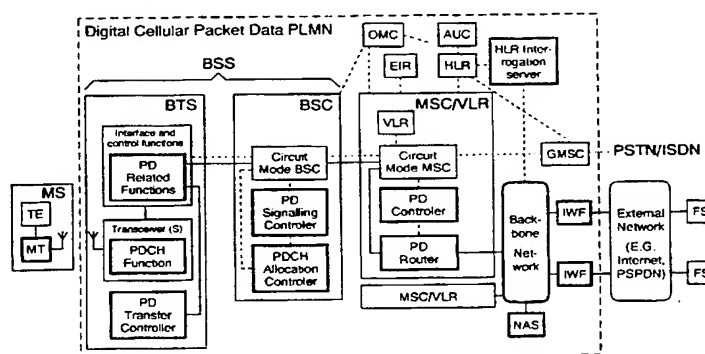 Digital Cellular Packet Data PLMN
OMC
AUC
EIR
HLR
HLR Inter-
rogation
server
BSS
BTS
BSC
MSC/VLR
Interface and
control functions
PD
Related
Functions
Transceiver (S)
PDCH
Function
PD
Transfer
Controller
Circuit
Mode BSC
PD
Signalling
Controler
PDCH
Allocation
Controler
VLR
Circuit
Mode MSC
PD
Controler
PD
Router
MSC/VLR
GMSC
PSTN/ISDN
MS
TE
MT
Back-
bone
Net-
work
NAS
IWF
IWF
External
Network
(E.G.
Internet,
PSPDN)
FS
FS